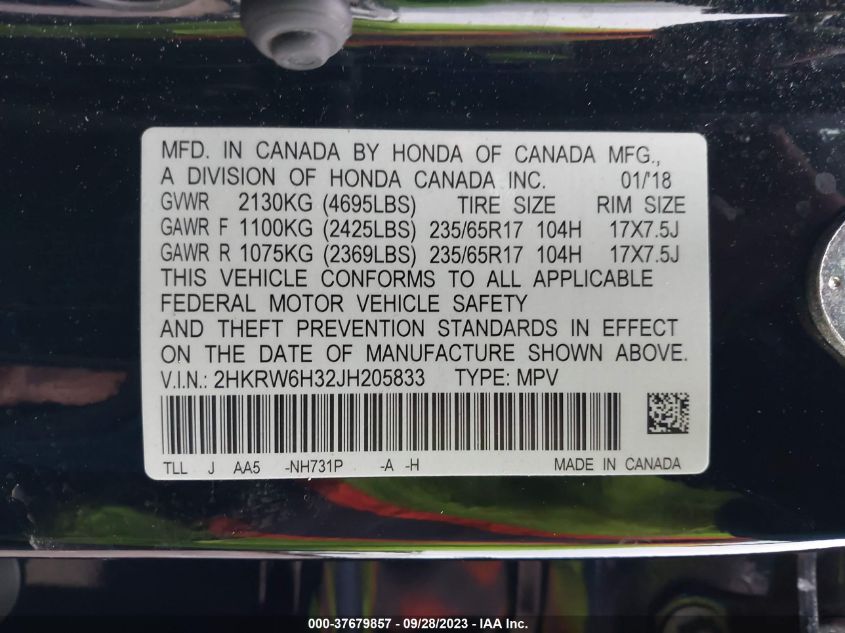 MFD. IN CANADA BY HONDA OF CANADA MFG.,
A DIVISION OF HONDA CANADA INC. 01/'18
GVWR 2130KG (4695LBS) TIRE SIZE RIM SIZE
GAWR F 1100KG (2425LBS) 235/65R17 104H 17X7.5J
GAWR R 1075KG (2369LBS) 235/65R17 104H 17X7.5J
THIS VEHICLE CONFORMS TO ALL APPLICABLE
FEDERAL MOTOR VEHICLE SAFETY
AND THEFT PREVENTION STANDARDS IN EFFECT
ON THE DATE OF MANUFACTURE SHOWN ABOVE.
V.I.N.: 2HKRW6H32JH205833 TYPE: MPV
TLL J AA5 -NH731P -A -H MADE IN CANADA
000-37679857 - 09/28/2023 - IAA Inc.